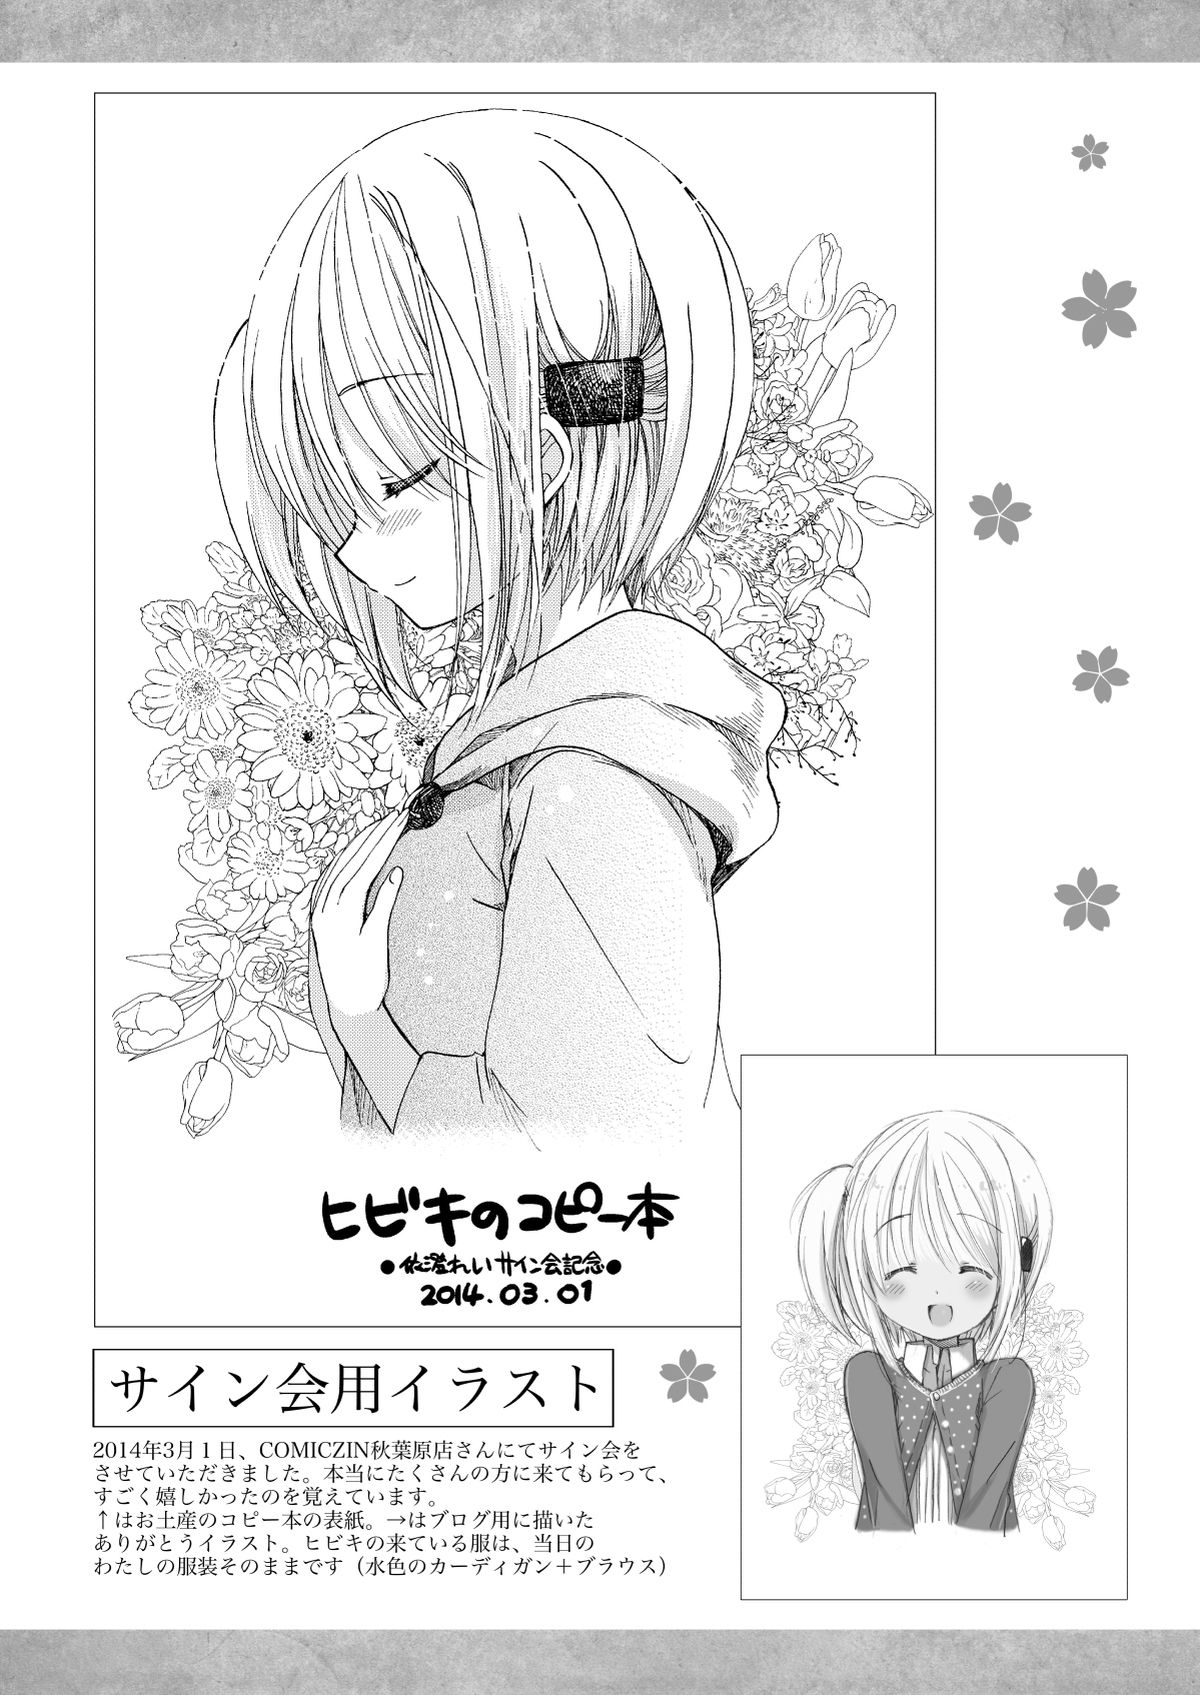 ヒビキのコピー本
●依澄れいサイン会記念●
2014.03.01
サイン会用イラスト
2014年3月１日、COMICZIN秋葉原店さんにてサイン会を
させていただきました。本当にたくさんの方に来てもらって、
すごく嬉しかったのを覚えています。
↑はお土産のコピー本の表紙。→はブログ用に描いた
ありがとうイラスト。ヒビキの来ている服は、当日の
わたしの服装そのままです（水色のカーディガン＋ブラウス）